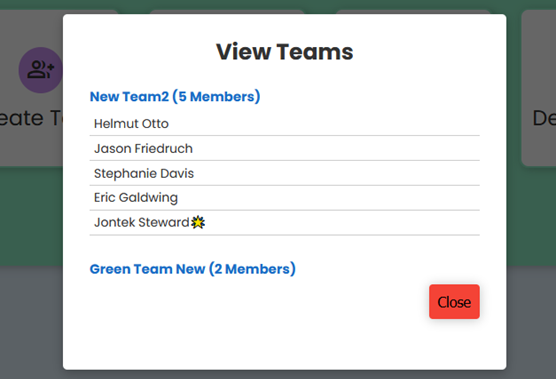 View Teams
New Team2 (5 Members)
Helmut Otto
Jason Friedruch
Stephanie Davis
Eric Galdwing
Jontek Steward🌟
Green Team New (2 Members)
Close
eate T
De